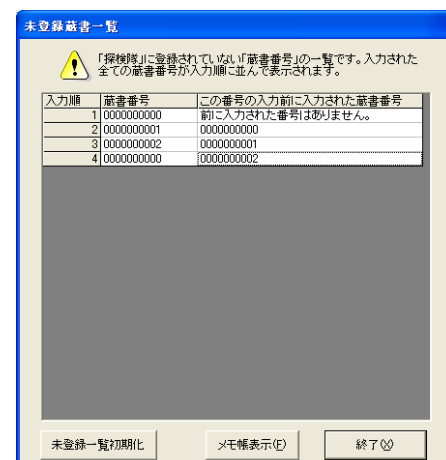 未登録蔵書一覧
「探検隊」に登録されていない「蔵書番号」の一覧です。入力された
全ての蔵書番号が入力順に並んで表示されます。
入力順 蔵書番号 この番号の入力前に入力された蔵書番号
1 0000000000 前に入力された番号はありません。
2 0000000001 0000000000
3 0000000002 0000000001
4 0000000000 0000000002
未登録一覧初期化 メモ帳表示(F) 終了(X)